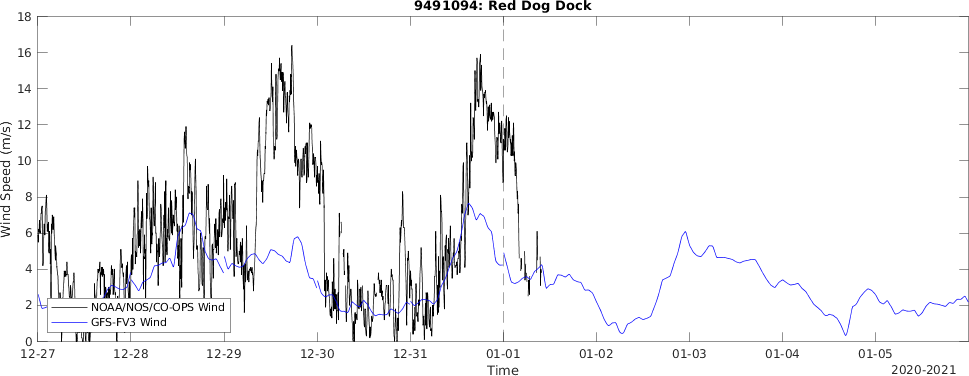 9491094: Red Dog Dock
Wind Speed (m/s)
18
16
14
12
10
8
6
4
2
0
NOAA/NOS/CO-OPS Wind
GFS-FV3 Wind
12-27 12-28 12-29 12-30 12-31 01-01 01-02 01-03 01-04 01-05
Time
2020-2021